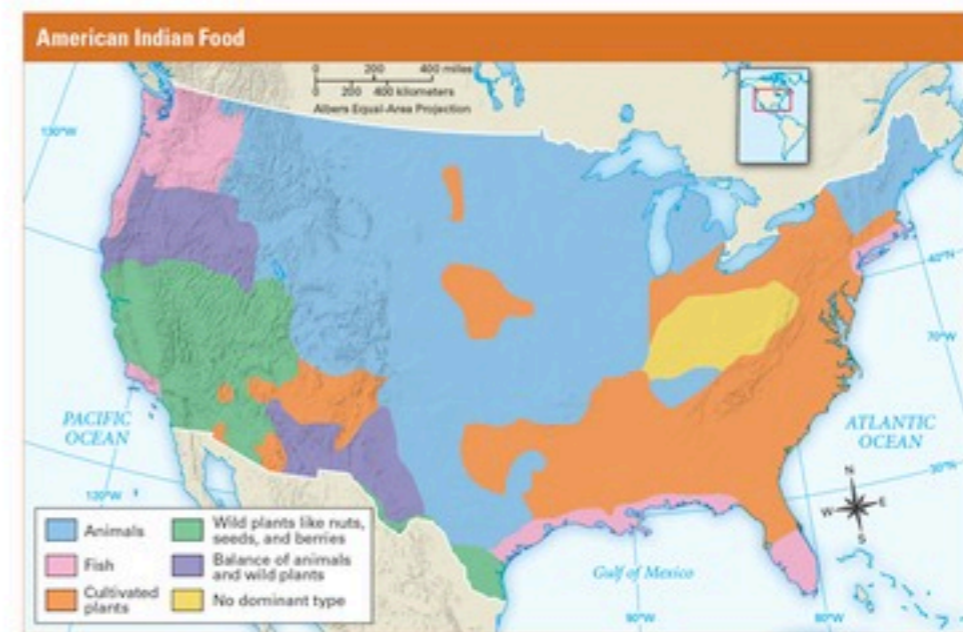 American Indian Food
0 200 400 miles
0 200 400 kilometers
Albers Equal-Area Projection
130°W
40°N
70°W
PACIFIC
OCEAN
ATLANTIC
OCEAN
30°N
N
W E
S
120°W
Animals
Wild plants like nuts,
seeds, and berries
Fish
Balance of animals
and wild plants
Cultivated
plants
No dominant type
Gulf of Mexico
90°W
80°W